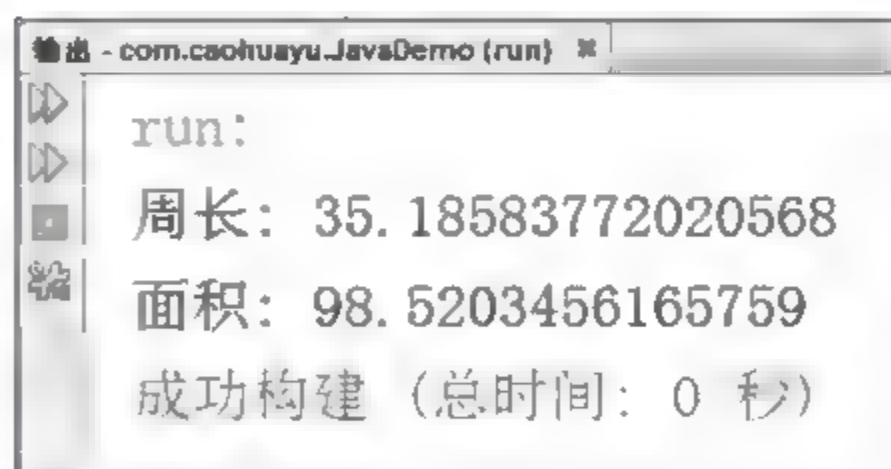 输出 - com.caohuayu.JavaDemo (run)
run:
周长: 35.18583772020568
面积: 98.5203456165759
成功构建 (总时间: 0 秒)